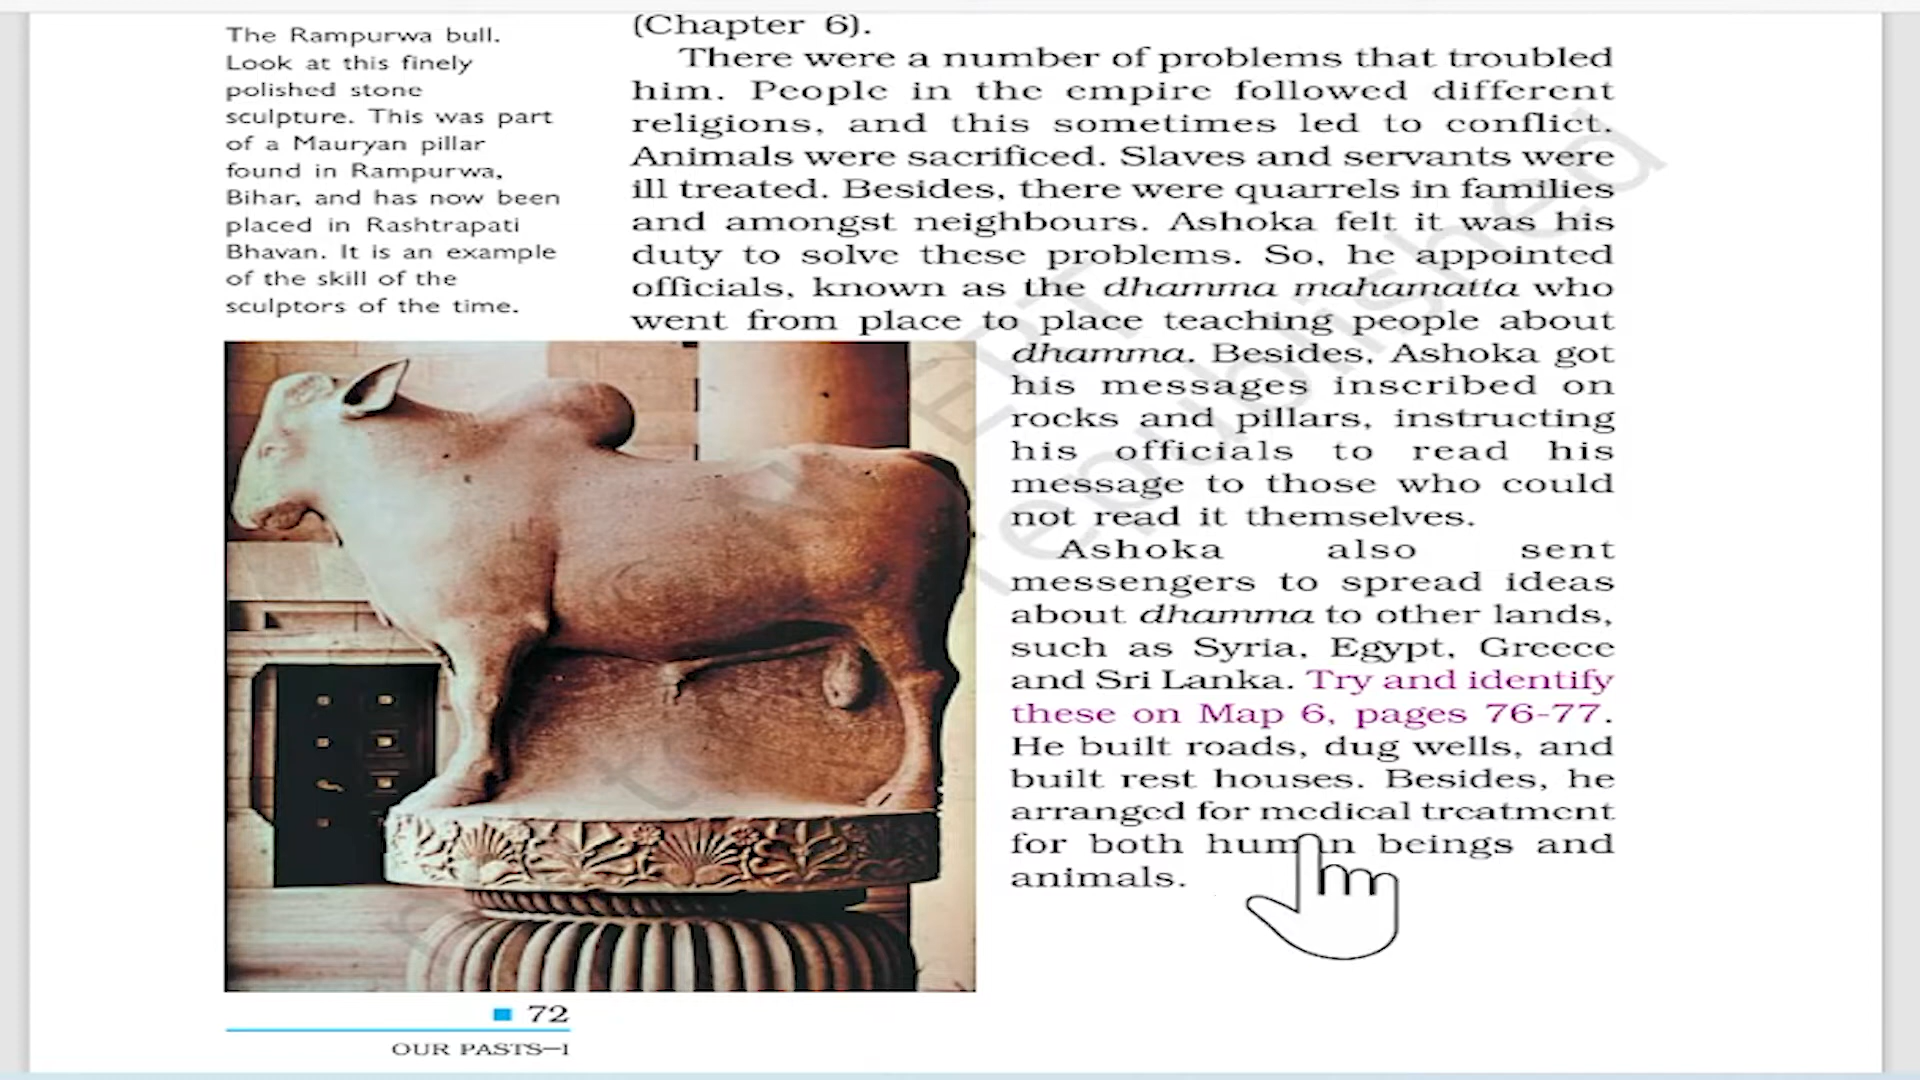 The Rampurwa bull.
Look at this finely
polished stone
sculpture. This was part
of a Mauryan pillar
found in Rampurwa,
Bihar, and has now been
placed in Rashtrapati
Bhavan. It is an example
of the skill of the
sculptors of the time.
(Chapter 6).
There were a number of problems that troubled
him. People in the empire followed different
religions, and this sometimes led to conflict.
Animals were sacrificed. Slaves and servants were
ill treated. Besides, there were quarrels in families
and amongst neighbours. Ashoka felt it was his
duty to solve these problems. So, he appointed
officials, known as the dhamma mahamatta who
went from place to place teaching people about
dhamma. Besides, Ashoka got
his messages inscribed on
rocks and pillars, instructing
his officials to read his
message to those who could
not read it themselves.
Ashoka also sent
messengers to spread ideas
about dhamma to other lands,
such as Syria, Egypt, Greece
and Sri Lanka. Try and identify
these on Map 6, pages 76-77.
He built roads, dug wells, and
built rest houses. Besides, he
arranged for medical treatment
for both human beings and
animals.
72
OUR PASTS—I
republished